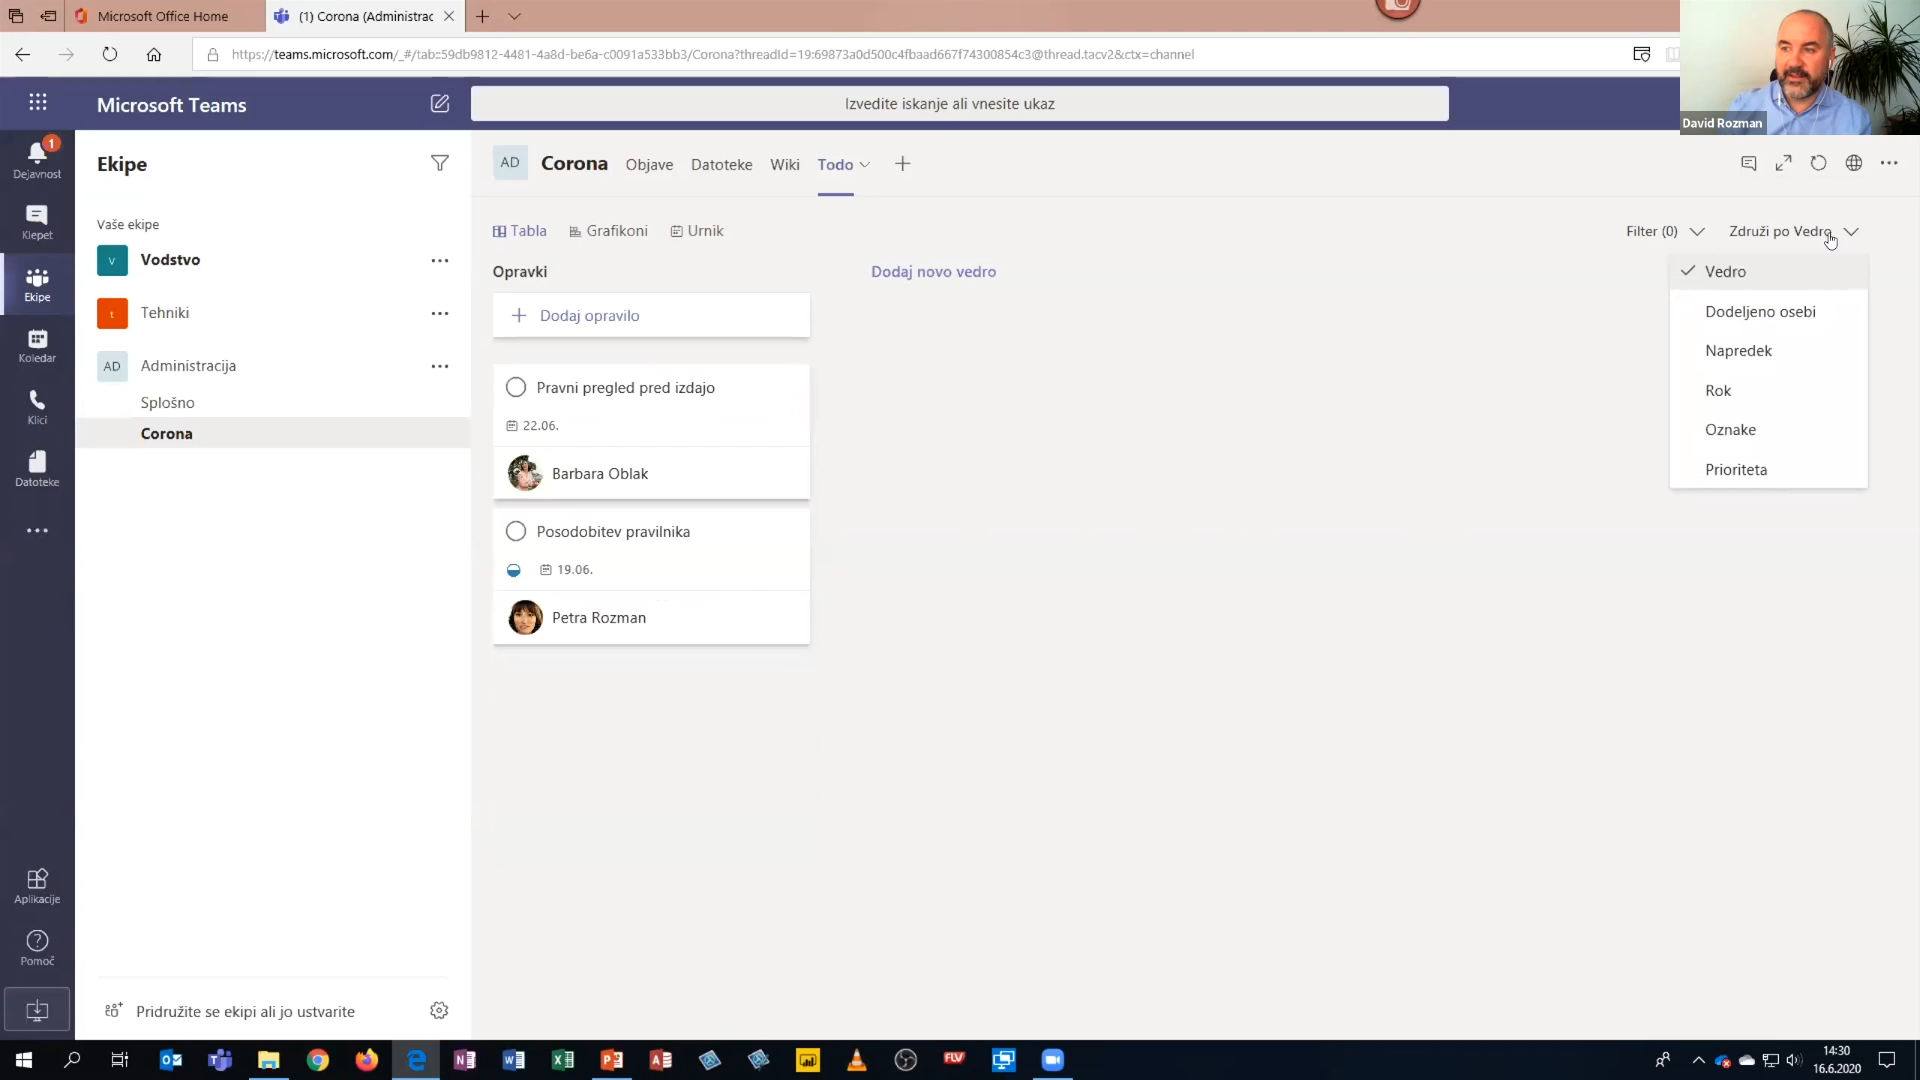 Microsoft Office Home
(1) Corona (Administrac
https://teams.microsoft.com/_#/tab::59db9812-4481-4a8d-be6a-c0091a533bb3/Corona?threadId=19:69873a0d500c4fbaad667f74300854c3@thread.tacv2&ctx=channel
David Rozman
Microsoft Teams
Izvedite iskanje ali vnesite ukaz
1
Dejavnost
Klepet
Ekipe
Koledar
Klici
Datoteke
Aplikacije
Pomoč
Ekipe
Vaše ekipe
V
Vodstvo
t
Tehniki
AD
Administracija
Splošno
Corona
Pridružite se ekipi ali jo ustvarite
AD
Corona
Objave
Datoteke
Wiki
Todo
Tabla
Grafikoni
Urnik
Filter (0)
Združi po Vedro
Opravki
Dodaj novo vedro
Dodaj opravilo
Pravni pregled pred izdajo
22.06.
Barbara Oblak
Posodobitev pravilnika
19.06.
Petra Rozman
Vedro
Dodeljeno osebi
Napredek
Rok
Oznake
Prioriteta
FLV
14:30
16.6.2020